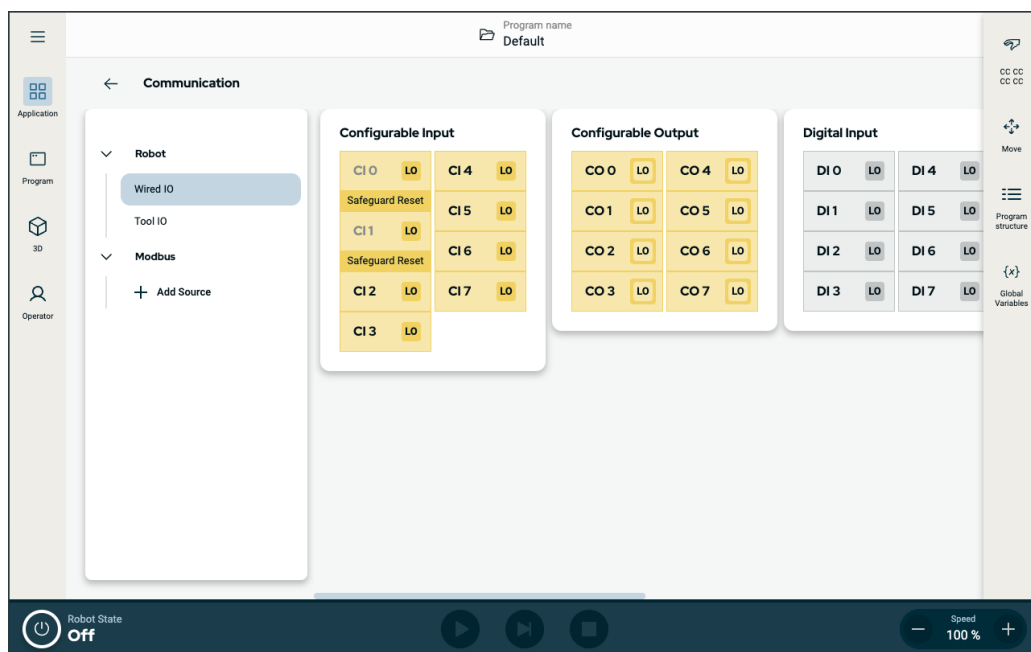 Program name
Default
Application
Program
3D
Operator
Communication
Robot
Wired IO
Tool IO
Modbus
Add Source
Configurable Input
CI 0 LO
Safeguard Reset
CI 1 LO
Safeguard Reset
CI 2 LO
CI 3 LO
CI 4 LO
CI 5 LO
CI 6 LO
CI 7 LO
Configurable Output
CO 0 LO
CO 1 LO
CO 2 LO
CO 3 LO
CO 4 LO
CO 5 LO
CO 6 LO
CO 7 LO
Digital Input
DI 0 LO
DI 1 LO
DI 2 LO
DI 3 LO
DI 4 LO
DI 5 LO
DI 6 LO
DI 7 LO
CC CC
CC CC
Move
Program
structure
{x}
Global
Variables
Robot State
Off
Speed
100 %